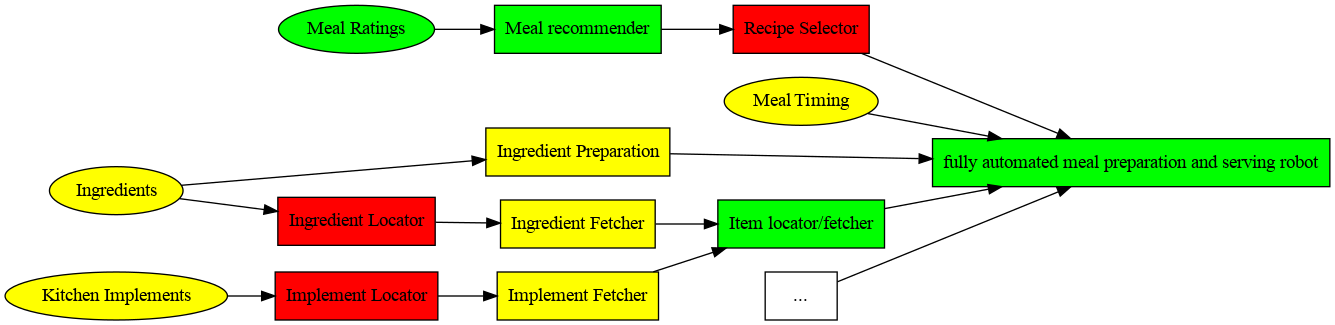 Meal Ratings
Meal recommender
Recipe Selector
Meal Timing
Ingredient Preparation
fully automated meal preparation and serving robot
Ingredients
Ingredient Locator
Ingredient Fetcher
Item locator/fetcher
Kitchen Implements
Implement Locator
Implement Fetcher
...